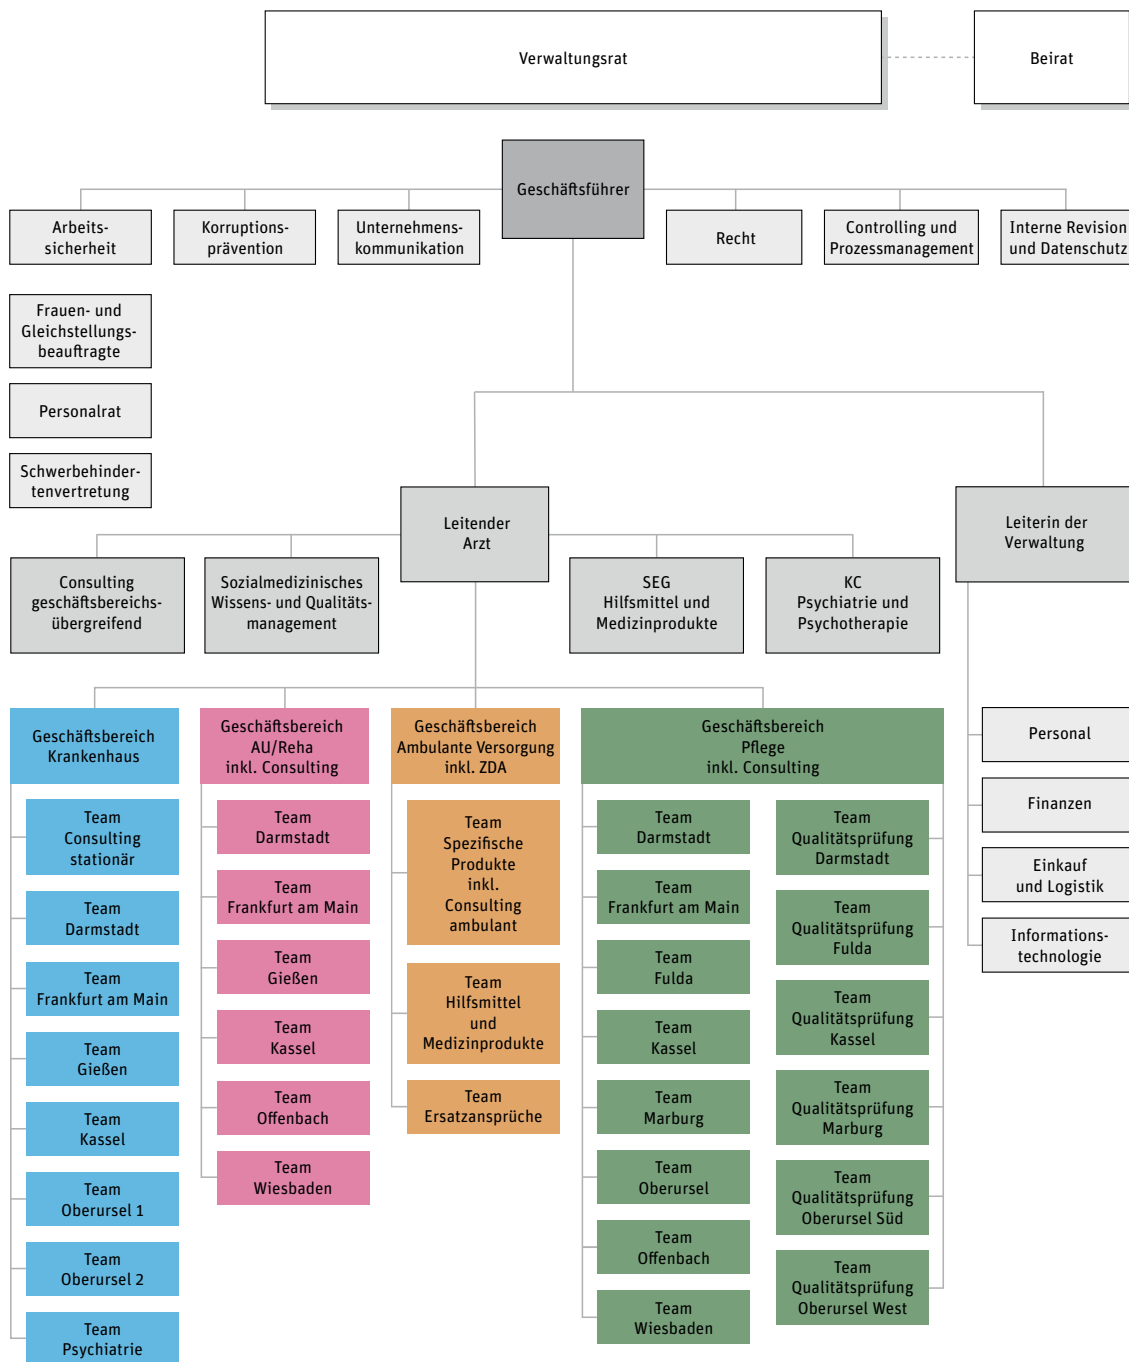 Verwaltungsrat
Beirat
Geschäftsführer
Arbeits-
sicherheit
Korruptions-
prävention
Unternehmens-
kommunikation
Recht
Controlling und
Prozessmanagement
Interne Revision
und Datenschutz
Frauen- und
Gleichstellungs-
beauftragte
Personalrat
Schwerbehinder-
tenvertretung
Leitender
Arzt
Leiterin der
Verwaltung
Consulting
geschäftsbereichs-
übergreifend
Sozialmedizinisches
Wissens- und Qualitäts-
management
SEG
Hilfsmittel und
Medizinprodukte
KC
Psychiatrie und
Psychotherapie
Geschäftsbereich
Krankenhaus
Team
Consulting
stationär
Team
Darmstadt
Team
Frankfurt am Main
Team
Gießen
Team
Kassel
Team
Oberursel 1
Team
Oberursel 2
Team
Psychiatrie
Geschäftsbereich
AU/Reha
inkl. Consulting
Team
Darmstadt
Team
Frankfurt am Main
Team
Gießen
Team
Kassel
Team
Offenbach
Team
Wiesbaden
Geschäftsbereich
Ambulante Versorgung
inkl. ZDA
Team
Spezifische
Produkte
inkl.
Consulting
ambulant
Team
Hilfsmittel
und
Medizinprodukte
Team
Ersatzansprüche
Geschäftsbereich
Pflege
inkl. Consulting
Team
Darmstadt
Team
Frankfurt am Main
Team
Fulda
Team
Kassel
Team
Marburg
Team
Oberursel
Team
Offenbach
Team
Wiesbaden
Team
Qualitätsprüfung
Darmstadt
Team
Qualitätsprüfung
Fulda
Team
Qualitätsprüfung
Kassel
Team
Qualitätsprüfung
Marburg
Team
Qualitätsprüfung
Oberursel Süd
Team
Qualitätsprüfung
Oberursel West
Personal
Finanzen
Einkauf
und Logistik
Informations-
technologie